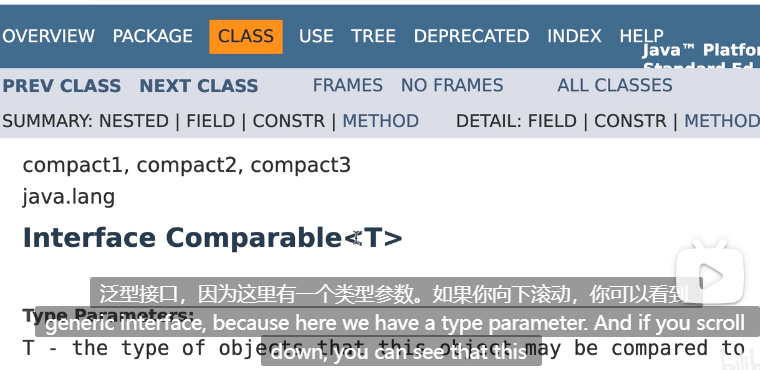 OVERVIEW PACKAGE CLASS USE TREE DEPRECATED INDEX HELP
Java™ Platfor
Standard Ed
PREV CLASS NEXT CLASS FRAMES NO FRAMES ALL CLASSES
SUMMARY: NESTED | FIELD | CONSTR | METHOD DETAIL: FIELD | CONSTR | METHOD
compact1, compact2, compact3
java.lang
Interface Comparable<T>
泛型接口，因为这里有一个类型参数。如果你向下滚动，你可以看到
Type Parameters:
generic interface, because here we have a type parameter. And if you scroll
T - the type of objects that this object may be compared to
down, you can see that this